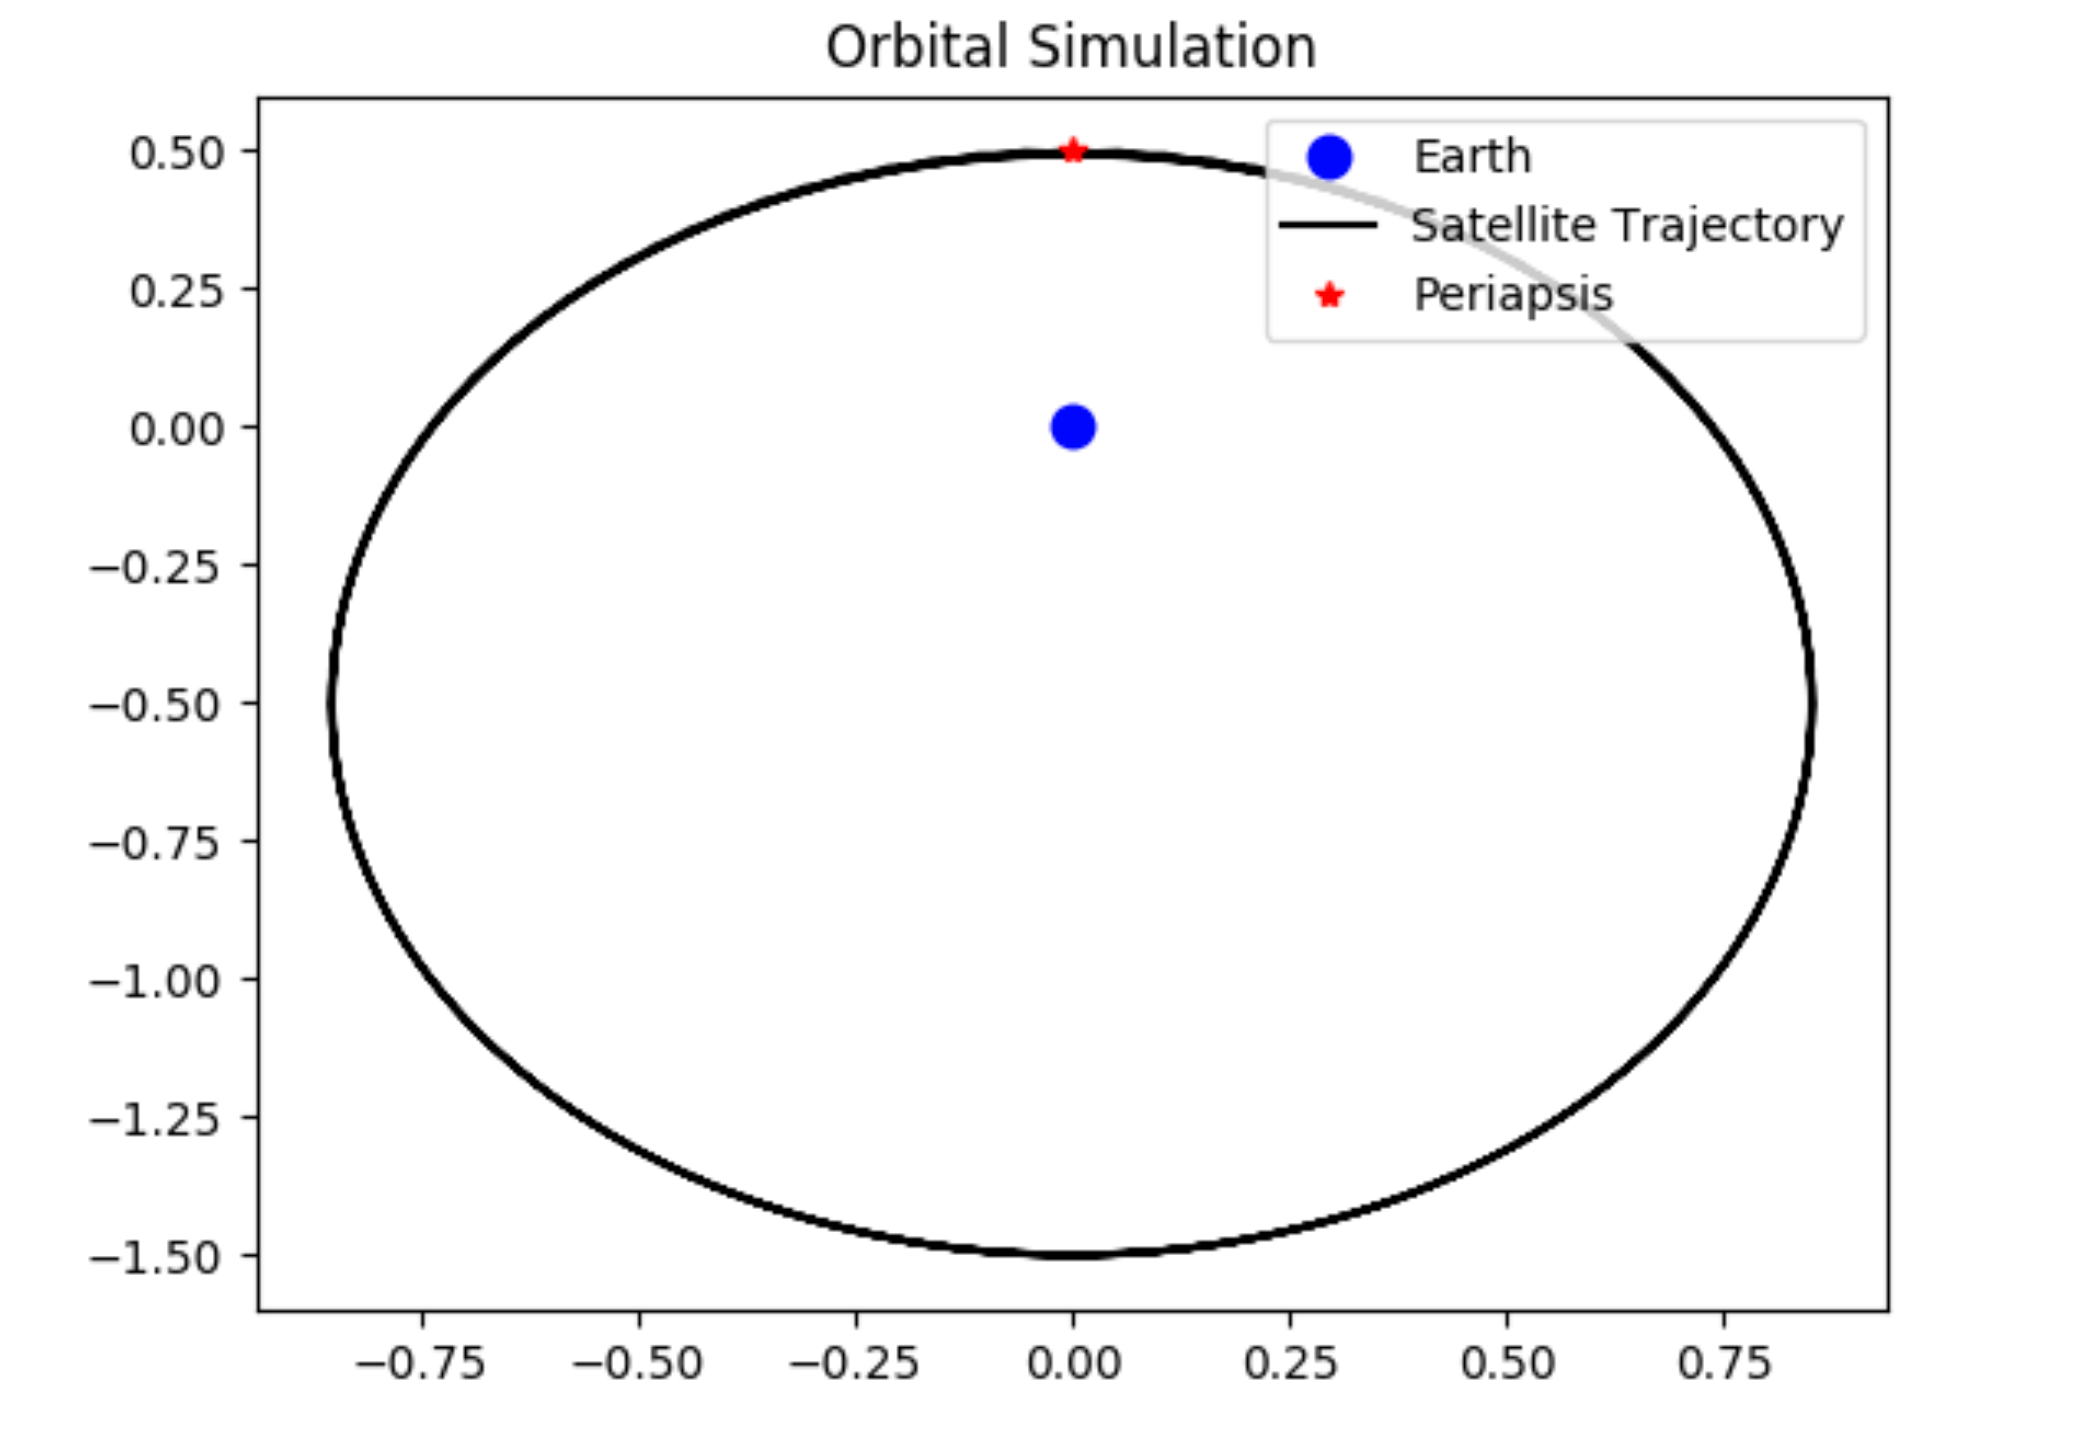 Orbital Simulation
Earth
Satellite Trajectory
Periapsis
0.50
0.25
0.00
−0.25
−0.50
−0.75
−1.00
−1.25
−1.50
−0.75 −0.50 −0.25 0.00 0.25 0.50 0.75